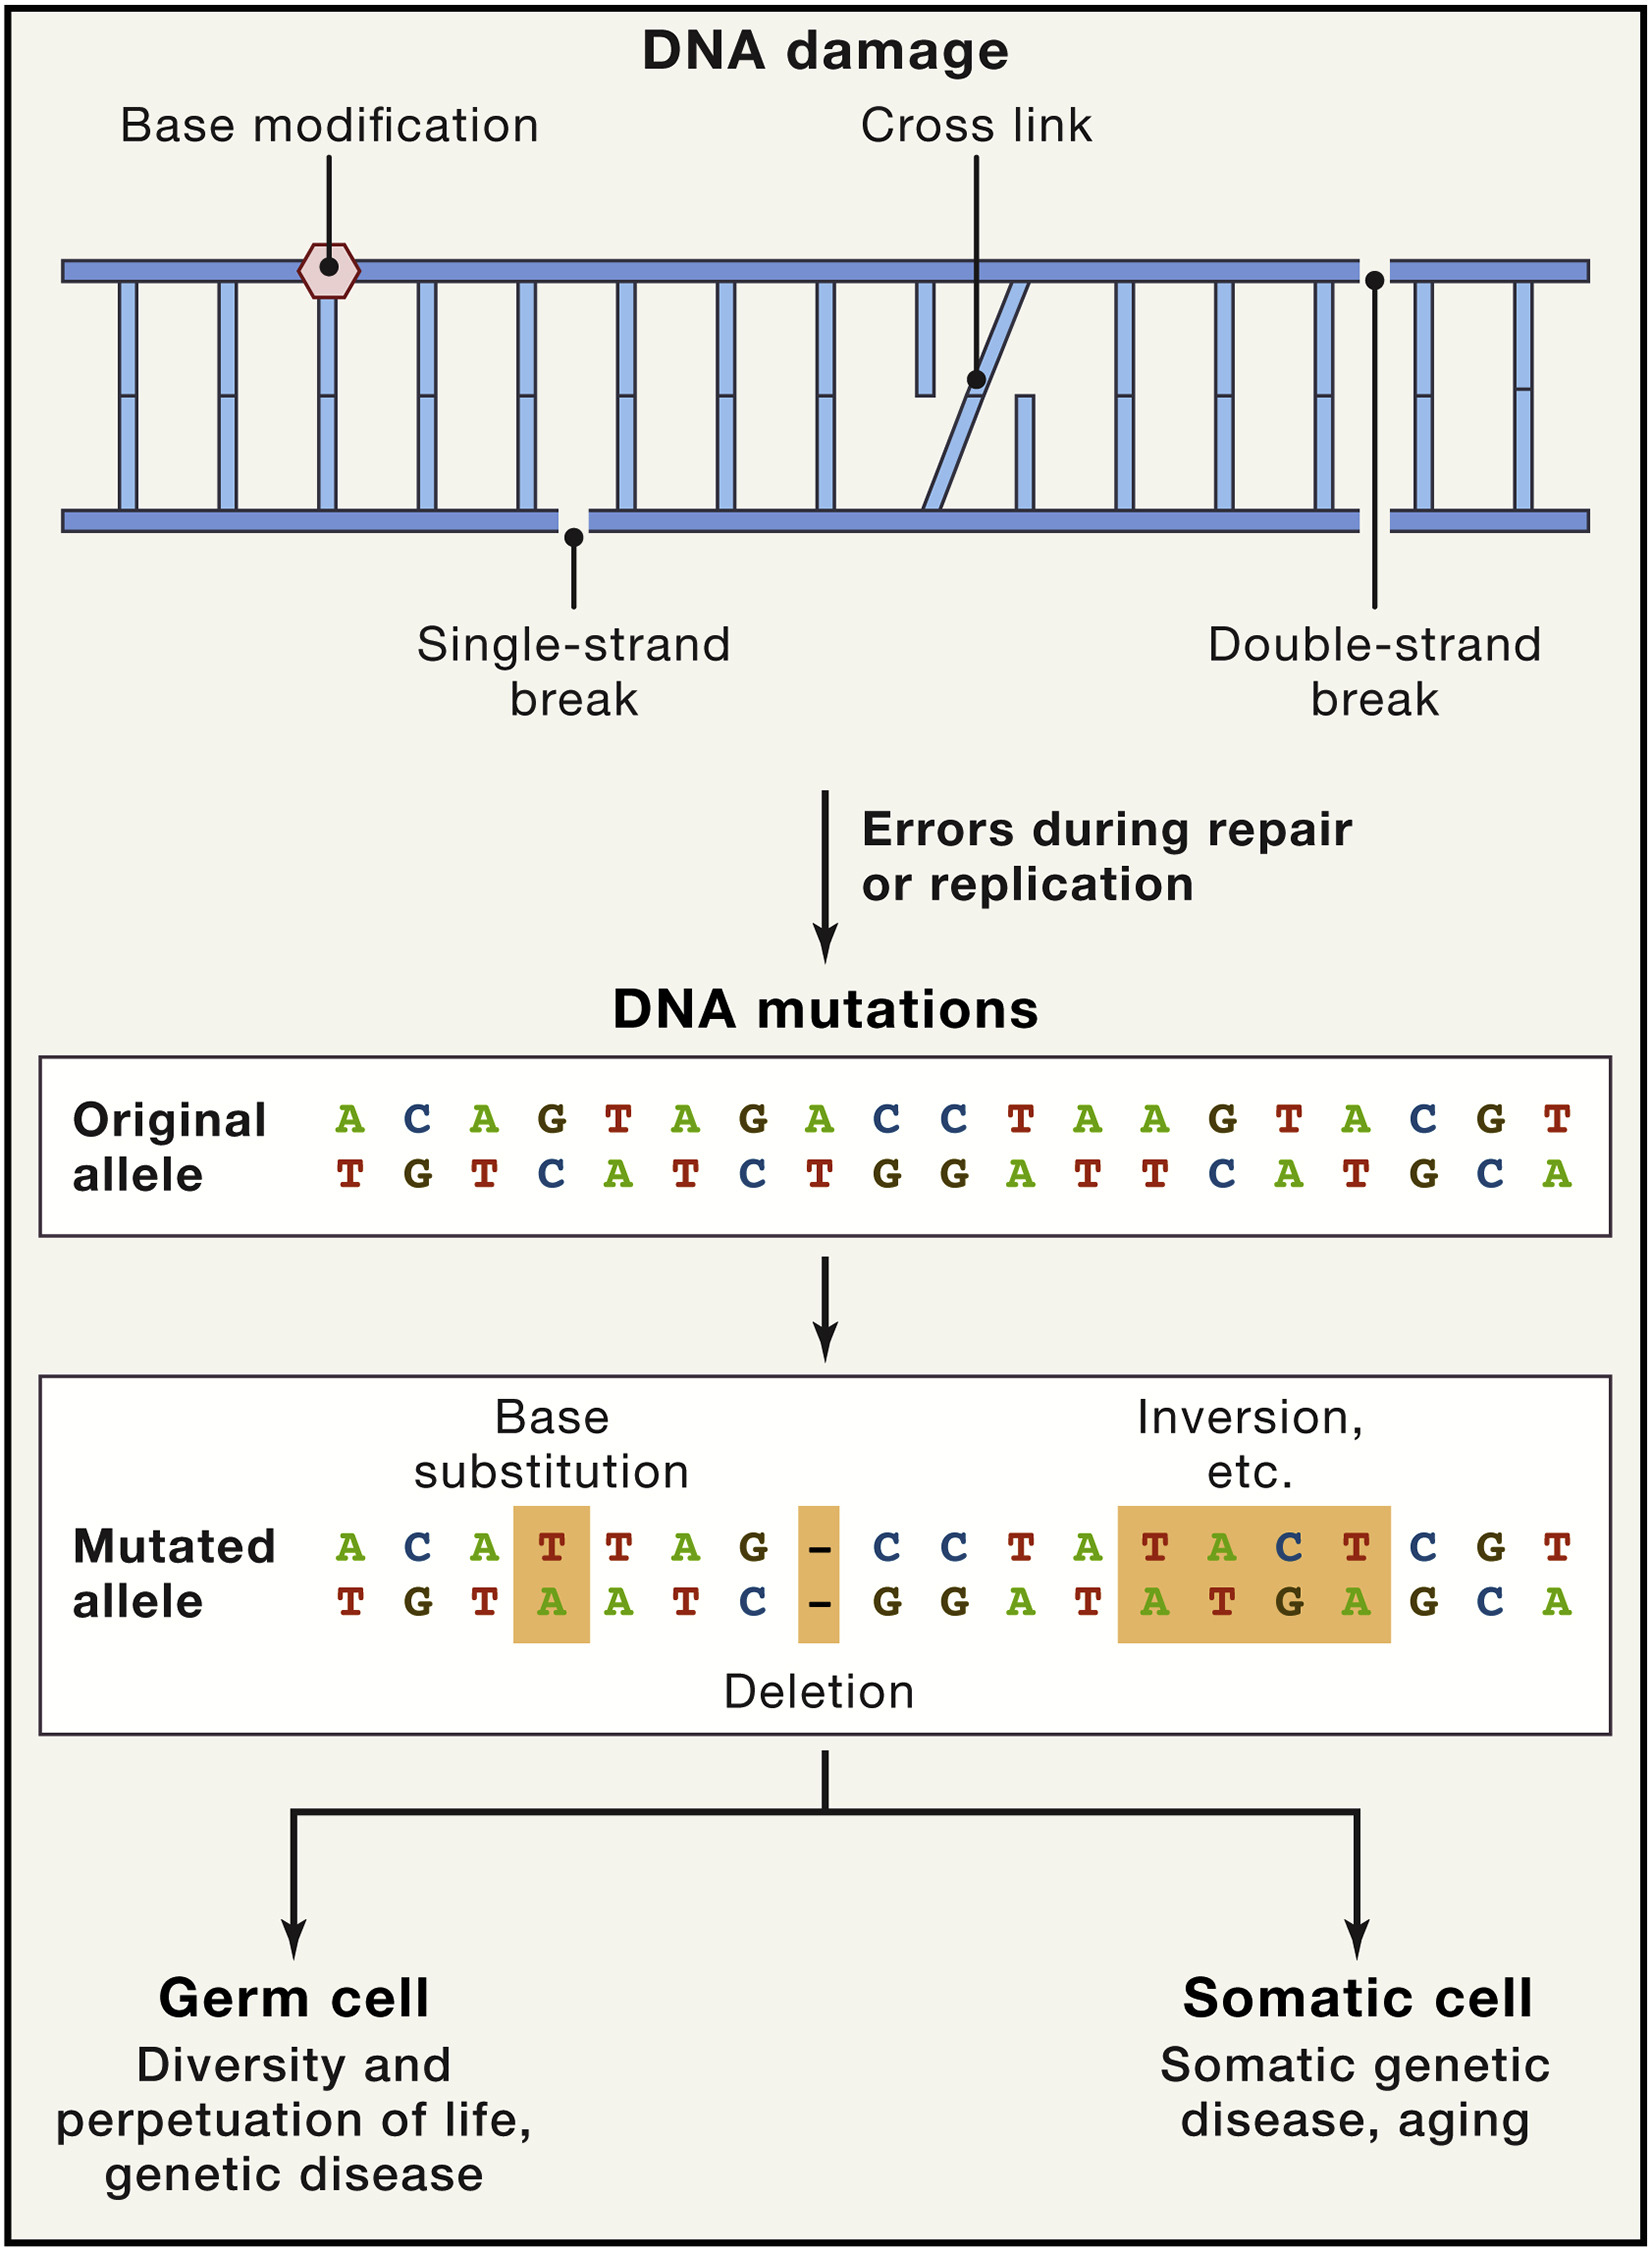 DNA damage
Base modification
Cross link
Single-strand
break
Double-strand
break
Errors during repair
or replication
DNA mutations
Original
allele
A C A G T A G A C C T A A G T A C G T
T G T C A T C T G G A T T C A T G C A
Base
substitution
Inversion,
etc.
Mutated
allele
A C A T T A G – C C T A T A C T C G T
T G T A A T C – G G A T A T G A G C A
Deletion
Germ cell
Diversity and
perpetuation of life,
genetic disease
Somatic cell
Somatic genetic
disease, aging